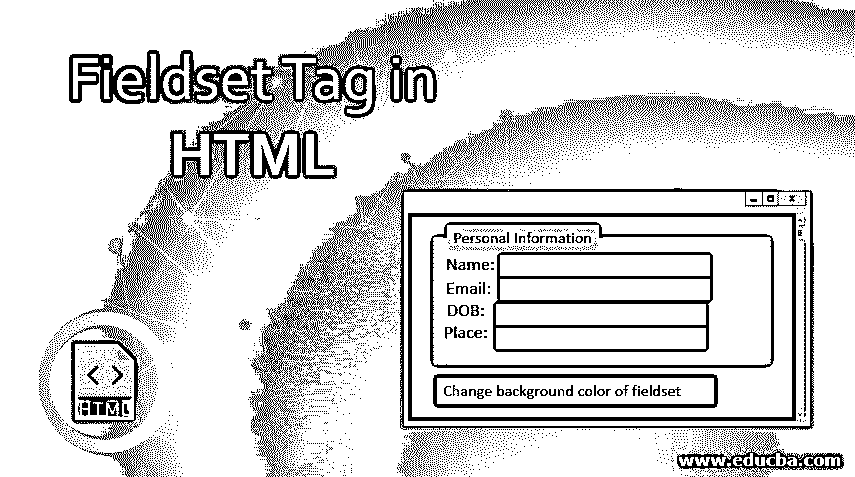 Fieldset Tag in
HTML
Personal Information
Name:
Email:
DOB:
Place:
Change background color of fieldset
HTML
www.educba.com